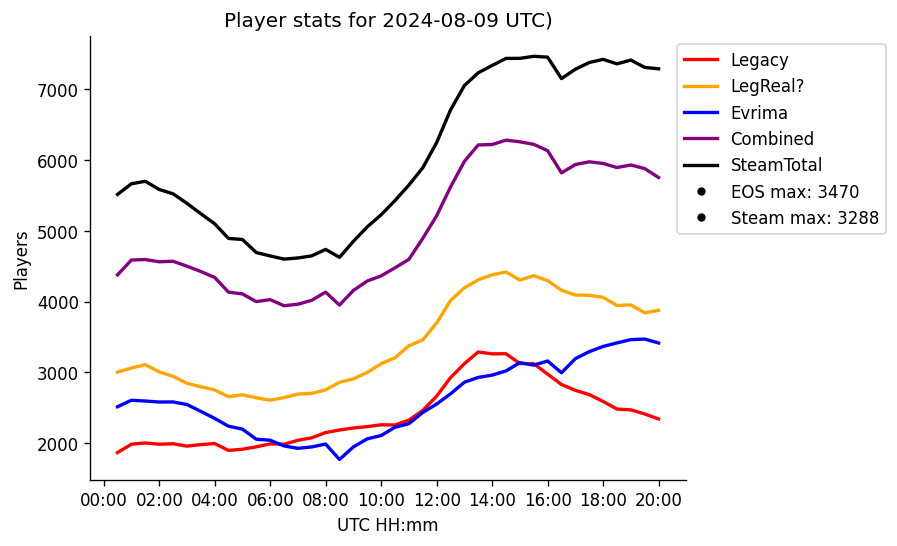 Player stats for 2024-08-09 UTC)
Legacy
LegReal?
Evrima
Combined
SteamTotal
EOS max: 3470
Steam max: 3288
Players
7000
6000
5000
4000
3000
2000
00:00 02:00 04:00 06:00 08:00 10:00 12:00 14:00 16:00 18:00 20:00
UTC HH:mm